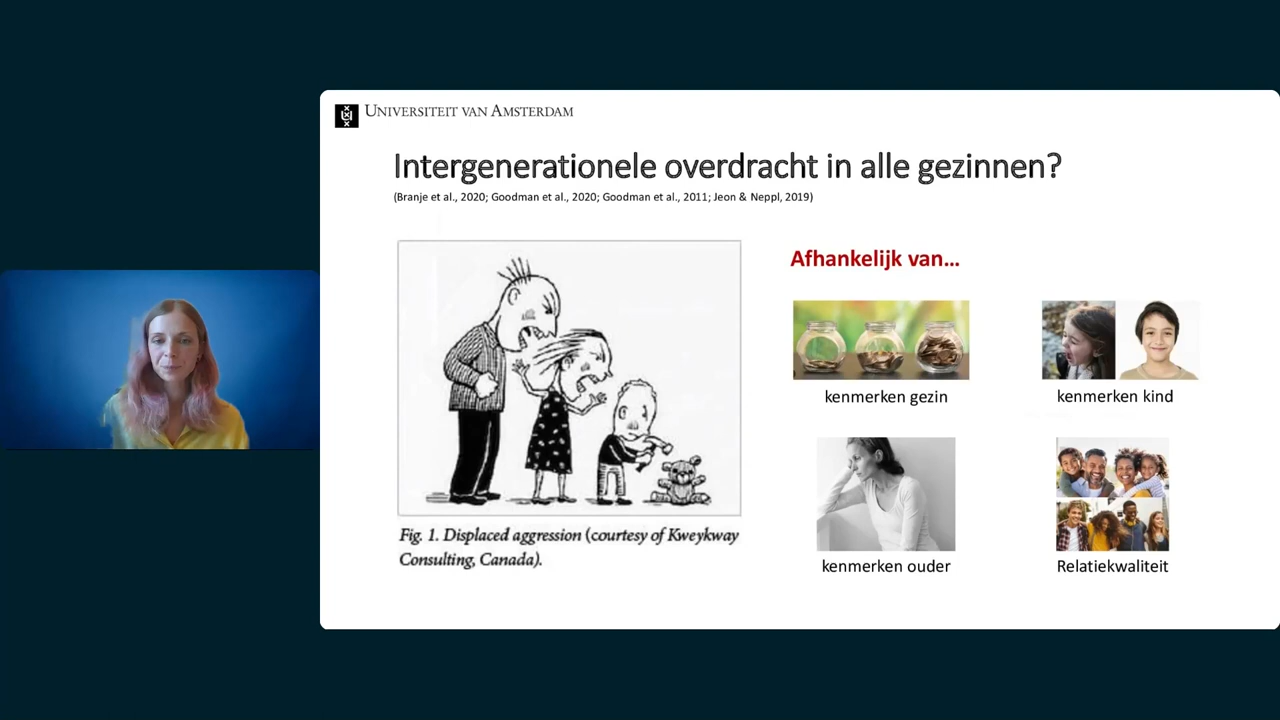 UNIVERSITEIT VAN AMSTERDAM
Intergenerationele overdracht in alle gezinnen?
(Branje et al., 2020; Goodman et al., 2020; Goodman et al., 2011; Jeon & Neppl, 2019)
Afhankelijk van...
kenmerken gezin
kenmerken kind
kenmerken ouder
Relatiekwaliteit
Fig. 1. Displaced aggression (courtesy of Kweykway
Consulting, Canada).